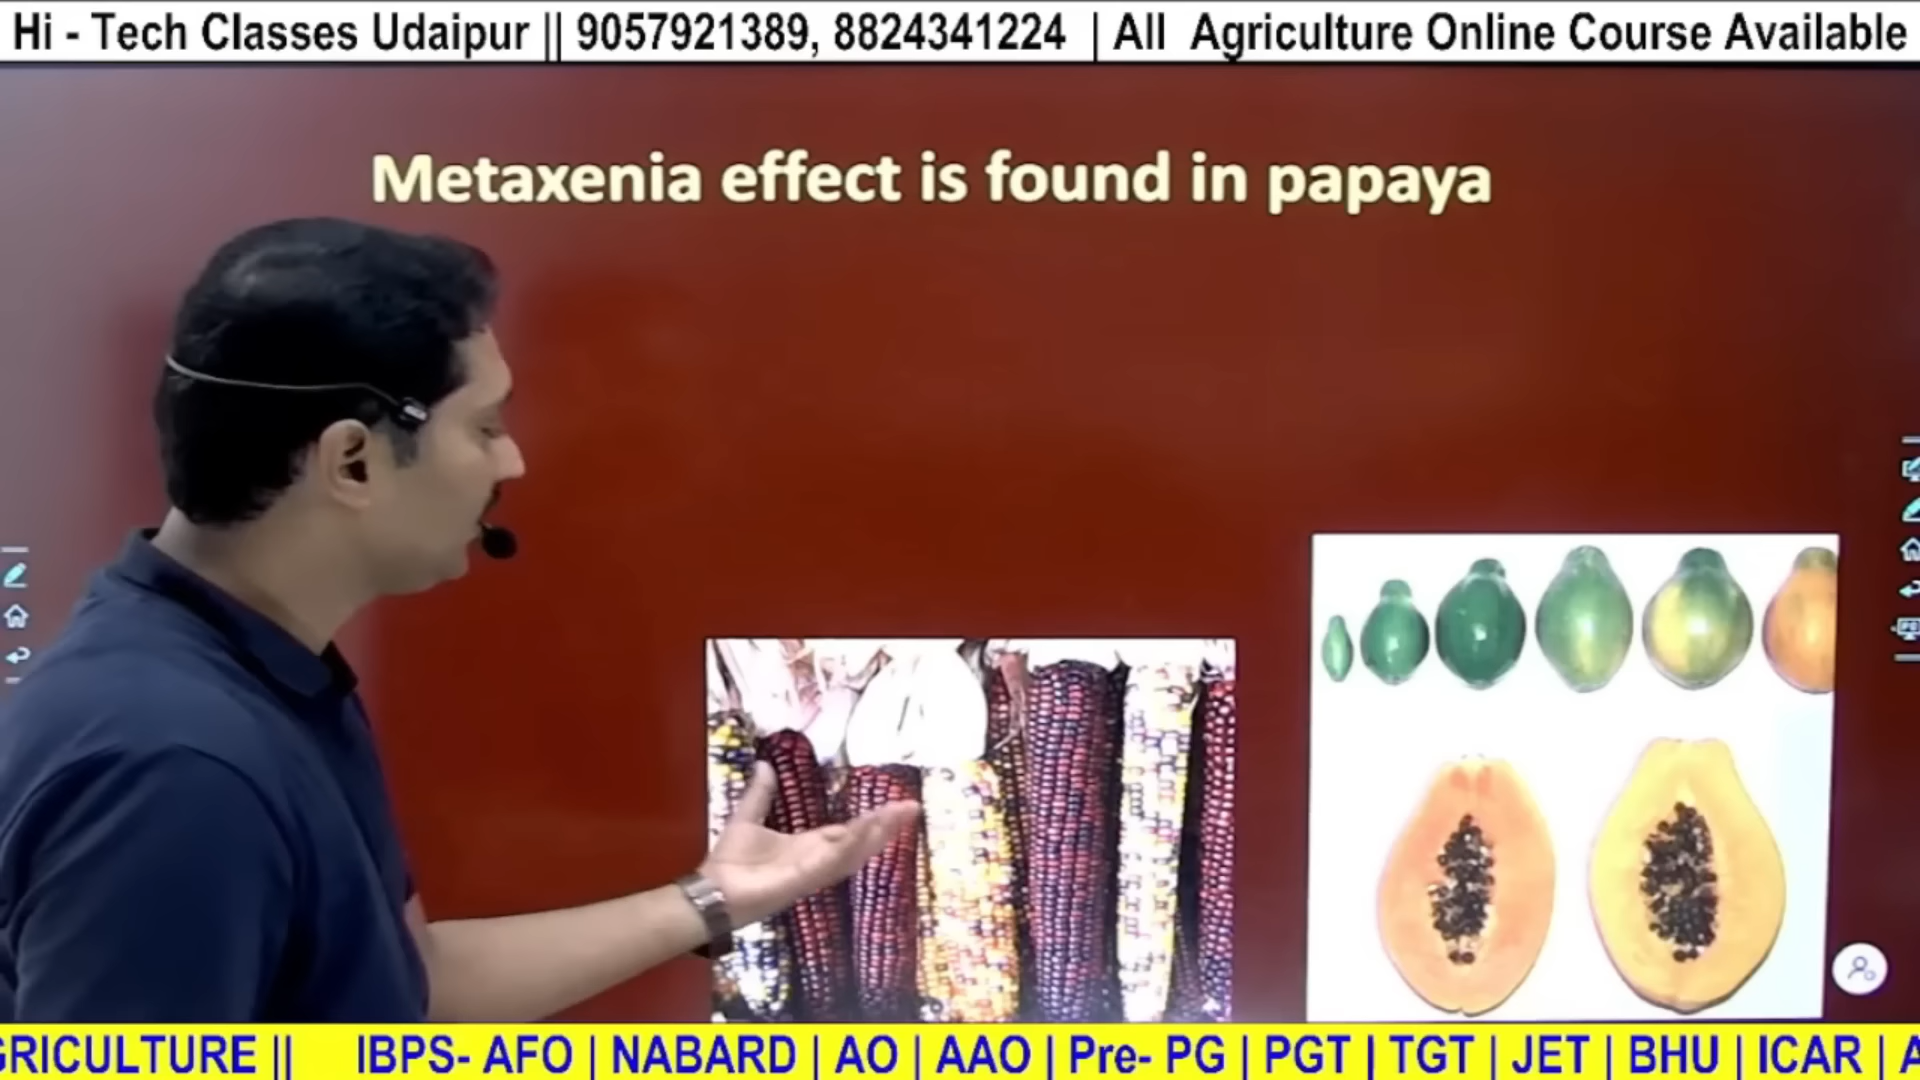 Hi - Tech Classes Udaipur || 9057921389, 8824341224 | All Agriculture Online Course Available
Metaxenia effect is found in papaya
GRICULTURE || IBPS- AFO | NABARD | AO | AAO | Pre- PG | PGT | TGT | JET | BHU | ICAR | A